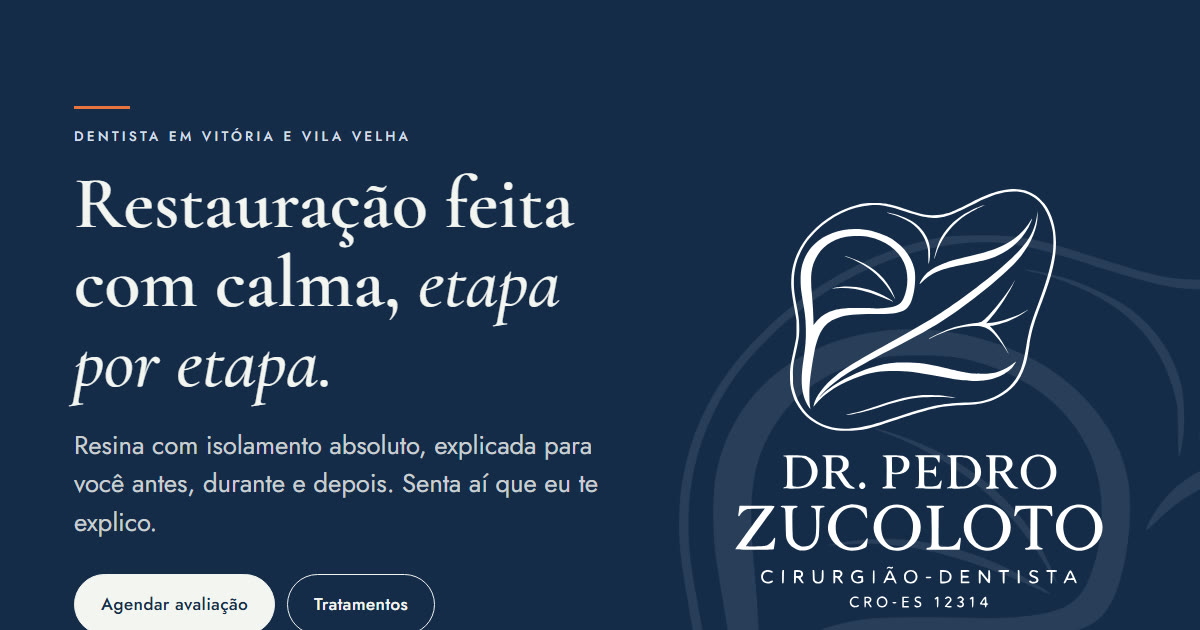 DENTISTA EM VITÓRIA E VILA VELHA
Restauração feita
com calma, etapa
por etapa.
Resina com isolamento absoluto, explicada para
você antes, durante e depois. Senta aí que eu te
explico.
Agendar avaliação
Tratamentos
DR. PEDRO
ZUCOLOTO
CIRURGIÃO-DENTISTA
CRO-ES 12314